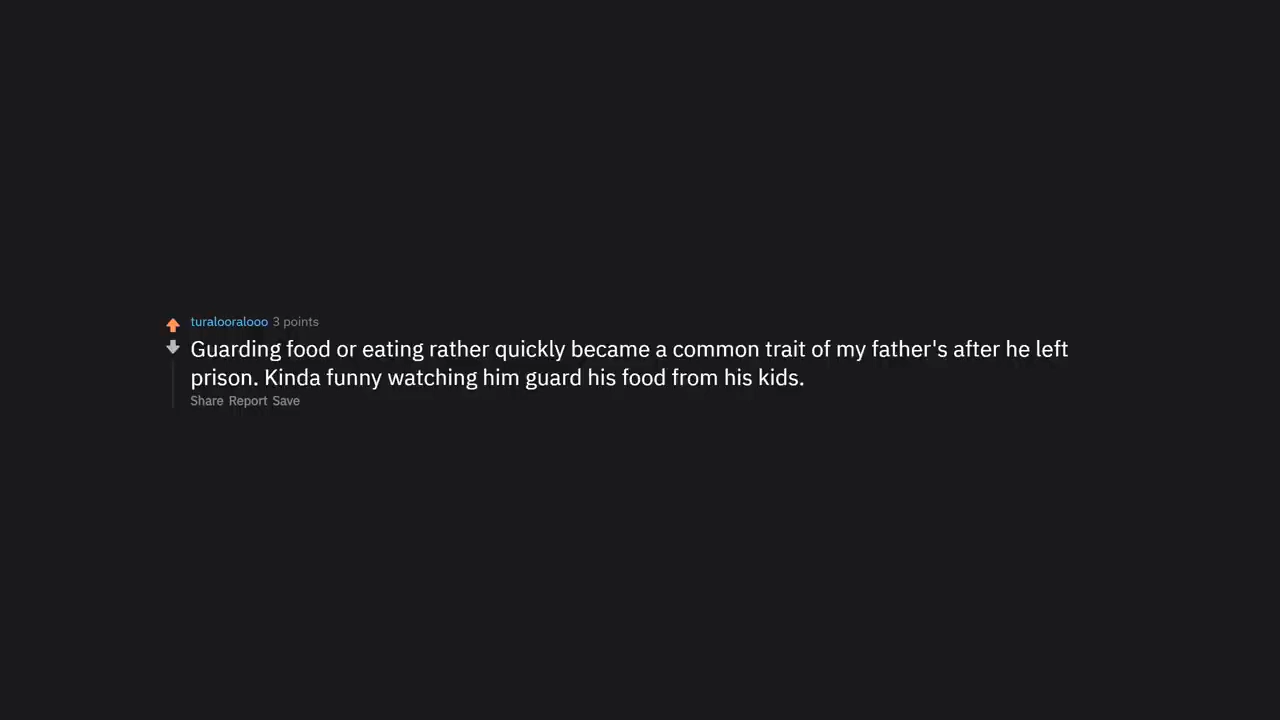 turalooralooo 3 points
Guarding food or eating rather quickly became a common trait of my father's after he left
prison. Kinda funny watching him guard his food from his kids.
Share Report Save